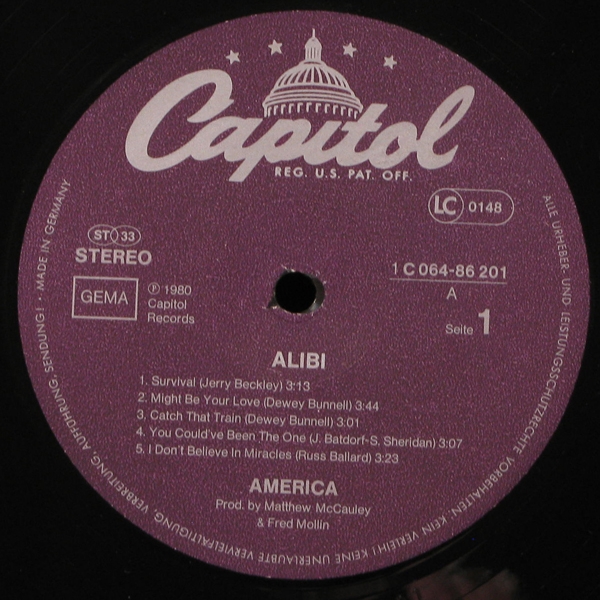 Capitol
REG. U.S. PAT. OFF.
LC 0148
ST 33
STEREO
GEMA
℗ 1980
Capitol
Records
1 C 064-86 201
A
Seite 1
ALIBI
1. Survival (Jerry Beckley) 3:13
2. Might Be Your Love (Dewey Bunnell) 3:44
3. Catch That Train (Dewey Bunnell) 3:01
4. You Could've Been The One (J. Batdorf-S. Sheridan) 3:07
5. I Don't Believe In Miracles (Russ Ballard) 3:23
AMERICA
Prod. by Matthew McCauley
& Fred Mollin
ALLE URHEBER- UND LEISTUNGSSCHUTZRECHTE VORBEHALTEN. KEIN VERLEIH! KEINE UNERLAUBTE VERVIELFÄLTIGUNG, VERBREITUNG, AUFFÜHRUNG, SENDUNG! • MADE IN GERMANY